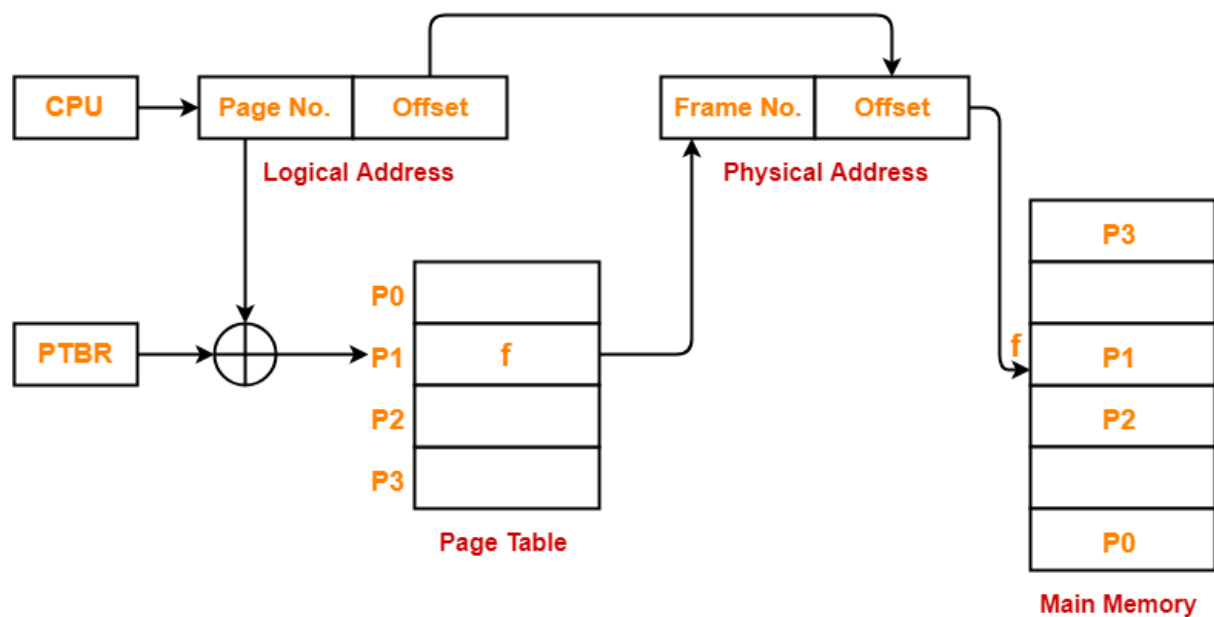 CPU
Page No.
Offset
Frame No.
Offset
Logical Address
Physical Address
P3
P0
PTBR
P1
f
f
P1
P2
P2
P3
Page Table
P0
Main Memory